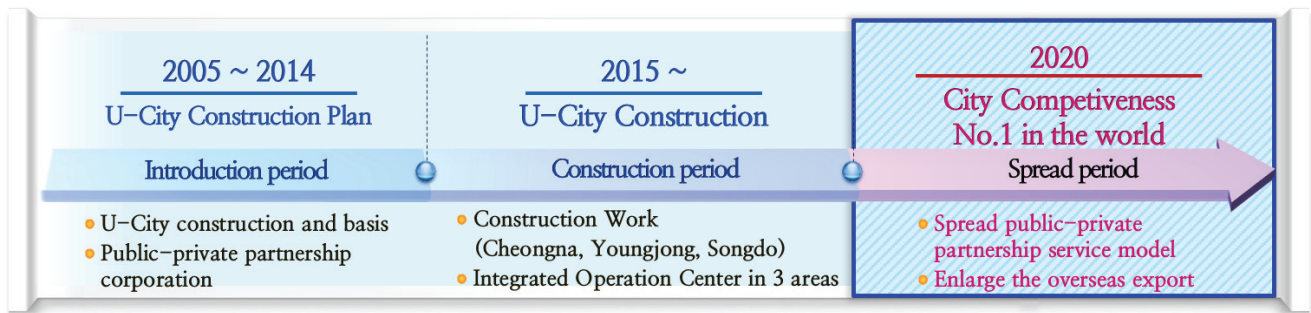 2005 ~ 2014
U-City Construction Plan
Introduction period
• U-City construction and basis
• Public-private partnership
corporation
2015 ~
U-City Construction
Construction period
• Construction Work
(Cheongna, Youngjong, Songdo)
• Integrated Operation Center in 3 areas
2020
City Competiveness
No.1 in the world
Spread period
• Spread public-private
partnership service model
• Enlarge the overseas export